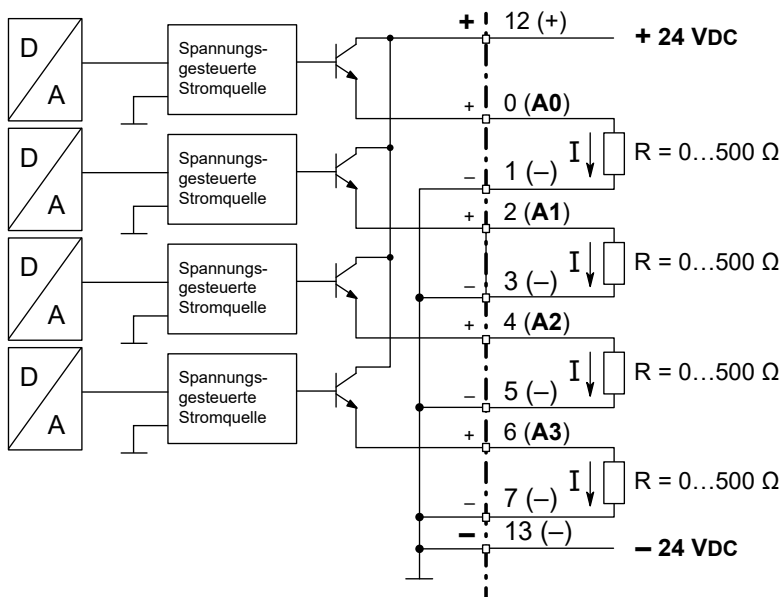 + 12 (+)
+ 24 VDC
D
A
Spannungs-
gesteuerte
Stromquelle
+ 0 (A0)
I R = 0...500 Ω
– 1 (–)
D
A
Spannungs-
gesteuerte
Stromquelle
+ 2 (A1)
I R = 0...500 Ω
– 3 (–)
D
A
Spannungs-
gesteuerte
Stromquelle
+ 4 (A2)
I R = 0...500 Ω
– 5 (–)
D
A
Spannungs-
gesteuerte
Stromquelle
+ 6 (A3)
I R = 0...500 Ω
– 7 (–)
– 13 (–)
– 24 VDC